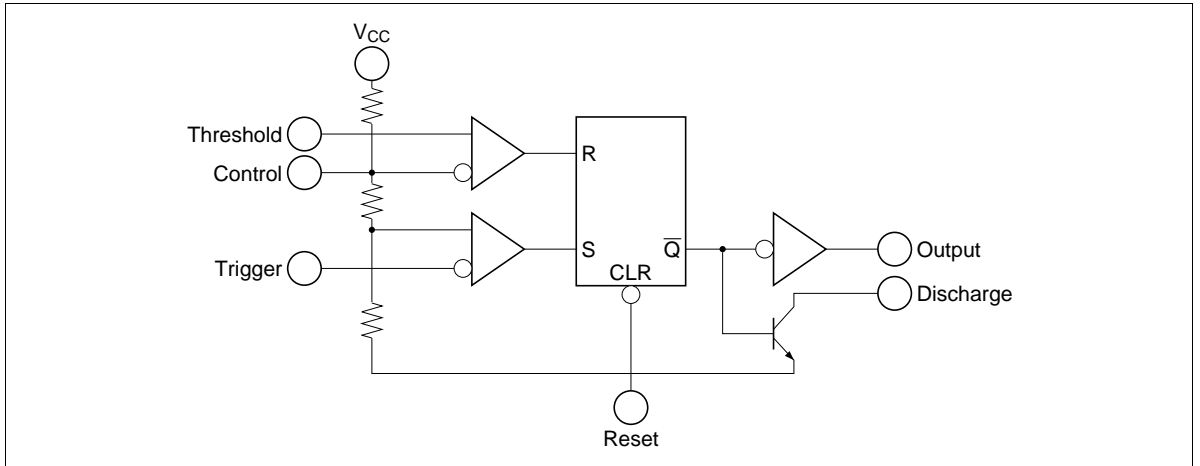 VCC
Threshold
Control
Trigger
R
S
Q̅
CLR
Output
Discharge
Reset